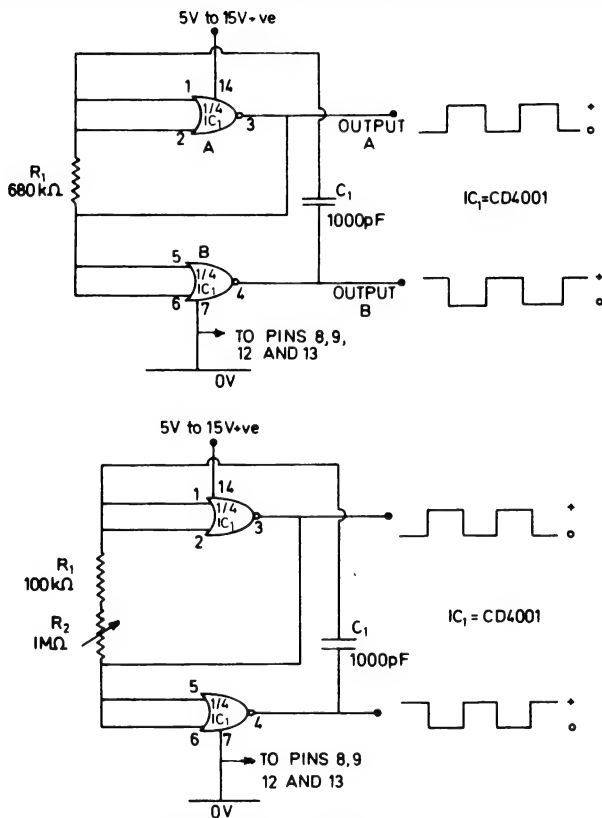 5V to 15V+ve
1 14
1/4
IC₁
2 A 3
OUTPUT
A
+
o
R₁
680kΩ
C₁
1000pF
IC₁=CD4001
B
5
1/4
IC₁
6 7 4
OUTPUT
B
+
o
TO PINS 8,9,
12 AND 13
0V
5V to 15V+ve
1 14
1/4
IC₁
2 3
+
o
R₁
100kΩ
R₂
1MΩ
C₁
1000pF
IC₁ = CD4001
5
1/4
IC₁
6 7 4
+
o
TO PINS 8,9
12 AND 13
0V